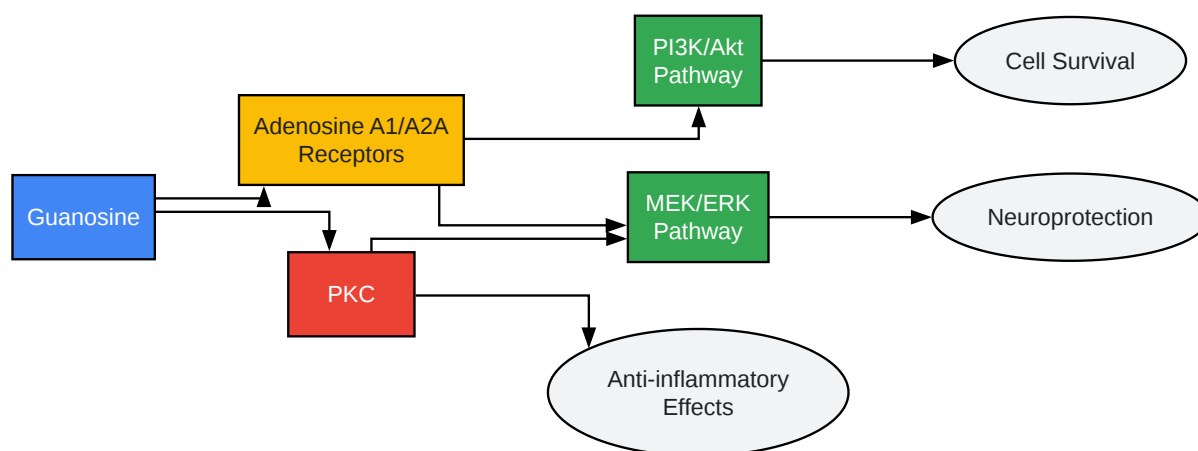 PI3K/Akt
Pathway
Cell Survival
Adenosine A1/A2A
Receptors
Guanosine
MEK/ERK
Pathway
Neuroprotection
PKC
Anti-inflammatory
Effects